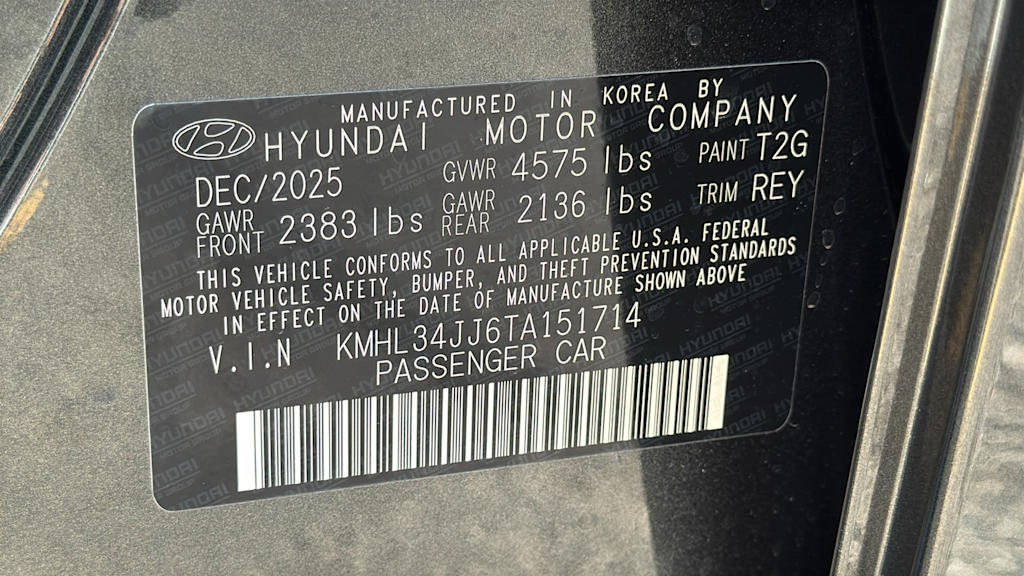 MANUFACTURED IN KOREA BY
HYUNDAI MOTOR COMPANY
DEC/2025 GVWR 4575 lbs PAINT T2G
GAWR FRONT 2383 lbs GAWR REAR 2136 lbs TRIM REY
THIS VEHICLE CONFORMS TO ALL APPLICABLE U.S.A. FEDERAL
MOTOR VEHICLE SAFETY, BUMPER, AND THEFT PREVENTION STANDARDS
IN EFFECT ON THE DATE OF MANUFACTURE SHOWN ABOVE
V.I.N KMHL34JJ6TA151714
PASSENGER CAR